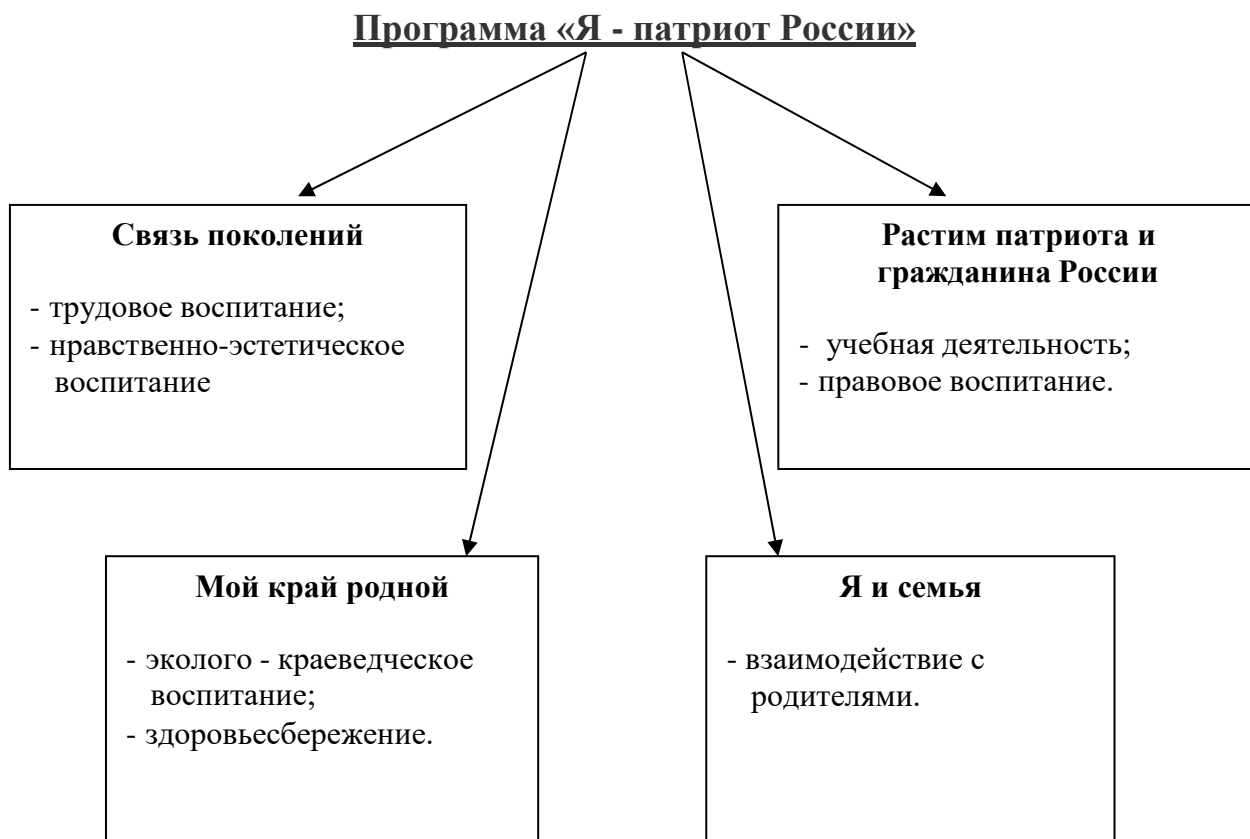 Программа «Я - патриот России»
Связь поколений
- трудовое воспитание;
- нравственно-эстетическое
воспитание
Растим патриота и
гражданина России
- учебная деятельность;
- правовое воспитание.
Мой край родной
- эколого - краеведческое
воспитание;
- здоровьесбережение.
Я и семья
- взаимодействие с
родителями.